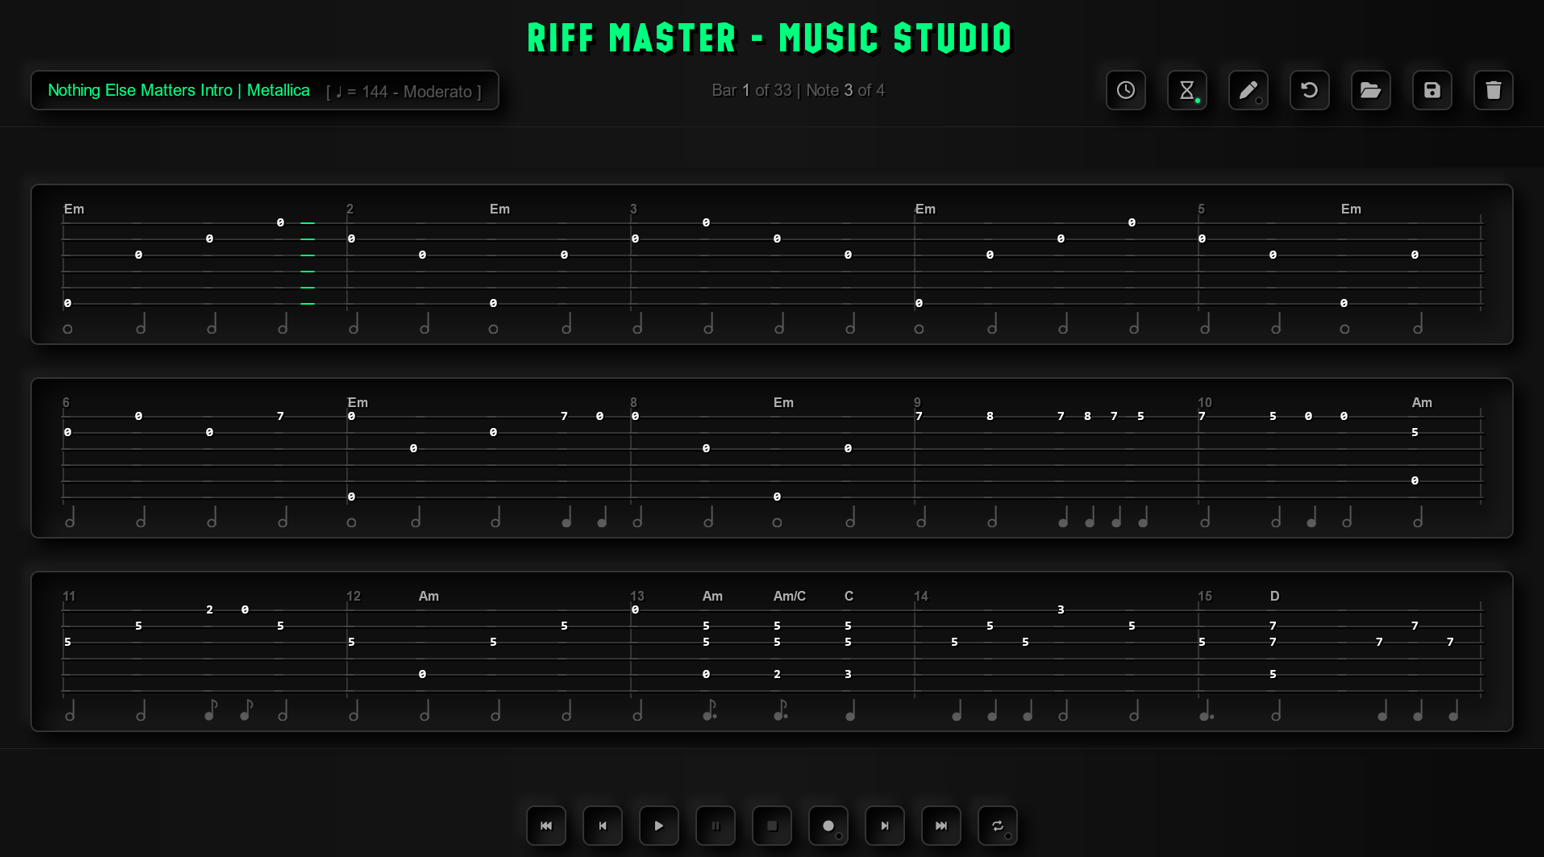 RIFF MASTER - MUSIC STUDIO
Nothing Else Matters Intro | Metallica [ ♩ = 144 - Moderato ]
Bar 1 of 33 | Note 3 of 4
Em 2 Em 3 Em 5 Em
0 0 0
0 0 0 0 0 0
0 0 0 0 0 0 0
0 0 0 0
6 Em 8 Em 9 10 Am
0 7 0 7 0 0 7 8 7 8 7 5 7 5 0 0
0 0 0 5
0 0 0
0
0 0
11 12 Am 13 Am Am/C C 14 15 D
2 0 0 3
5 5 5 5 5 5 5 5 7 7
5 5 5 5 5 5 5 5 5 7 7 7
0 0 2 3 5